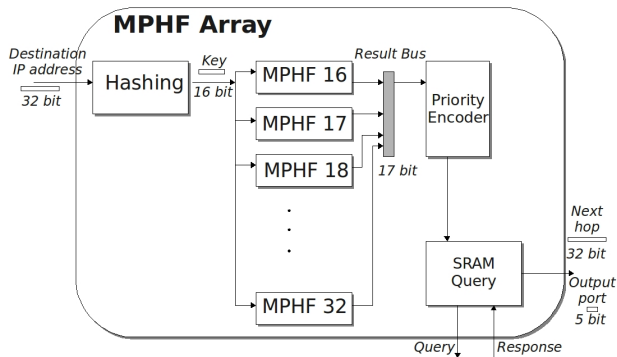 MPHF Array
Destination
IP address
32 bit
Hashing
Key
16 bit
MPHF 16
MPHF 17
MPHF 18
MPHF 32
Result Bus
17 bit
Priority
Encoder
SRAM
Query
Next
hop
32 bit
Output
port
5 bit
Query
Response